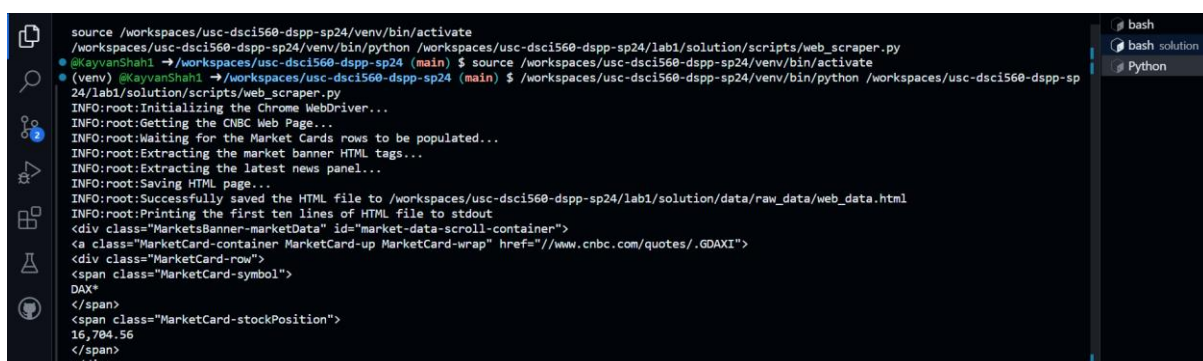 source /workspaces/usc-dsci560-dspp-sp24/venv/bin/activate
/workspaces/usc-dsci560-dspp-sp24/venv/bin/python /workspaces/usc-dsci560-dspp-sp24/lab1/solution/scripts/web_scraper.py
@KayvanShah1 ➜/workspaces/usc-dsci560-dspp-sp24 (main) $ source /workspaces/usc-dsci560-dspp-sp24/venv/bin/activate
(venv) @KayvanShah1 ➜/workspaces/usc-dsci560-dspp-sp24 (main) $ /workspaces/usc-dsci560-dspp-sp24/venv/bin/python /workspaces/usc-dsci560-dspp-sp
24/lab1/solution/scripts/web_scraper.py
INFO:root:Initializing the Chrome WebDriver...
INFO:root:Getting the CNBC Web Page...
INFO:root:Waiting for the Market Cards rows to be populated...
INFO:root:Extracting the market banner HTML tags...
INFO:root:Extracting the latest news panel...
INFO:root:Saving HTML page...
INFO:root:Successfully saved the HTML file to /workspaces/usc-dsci560-dspp-sp24/lab1/solution/data/raw_data/web_data.html
INFO:root:Printing the first ten lines of HTML file to stdout
<div class="MarketsBanner-marketData" id="market-data-scroll-container">
<a class="MarketCard-container MarketCard-up MarketCard-wrap" href="//www.cnbc.com/quotes/.GDAXI">
<div class="MarketCard-row">
<span class="MarketCard-symbol">
DAX*
</span>
<span class="MarketCard-stockPosition">
16,704.56
</span>
bash
bash solution
Python
2